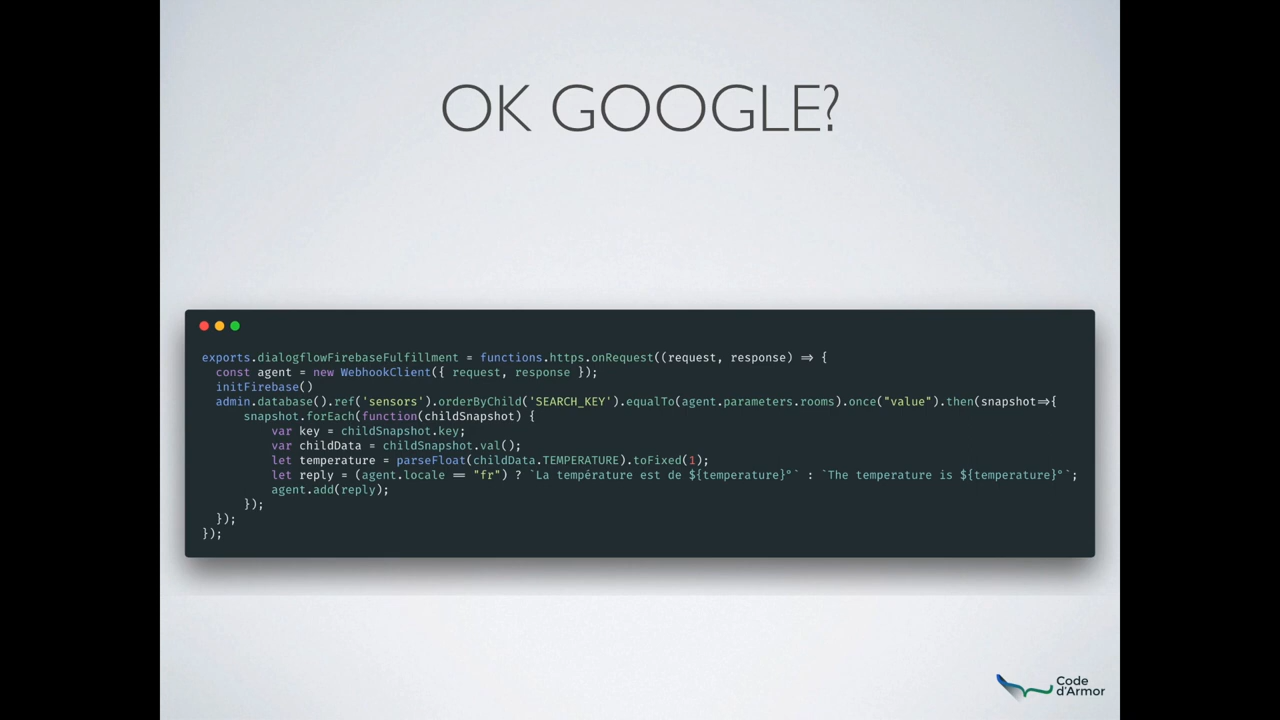 OK GOOGLE?
exports.dialogflowFirebaseFulfillment = functions.https.onRequest((request, response) => {
  const agent = new WebhookClient({ request, response });
  initFirebase()
  admin.database().ref('sensors').orderByChild('SEARCH_KEY').equalTo(agent.parameters.rooms).once("value").then(snapshot=>{
      snapshot.forEach(function(childSnapshot) {
          var key = childSnapshot.key;
          var childData = childSnapshot.val();
          let temperature = parseFloat(childData.TEMPERATURE).toFixed(1);
          let reply = (agent.locale == "fr") ? `La température est de ${temperature}°` : `The temperature is ${temperature}°`;
          agent.add(reply);
      });
  });
});
Code
d'Armor